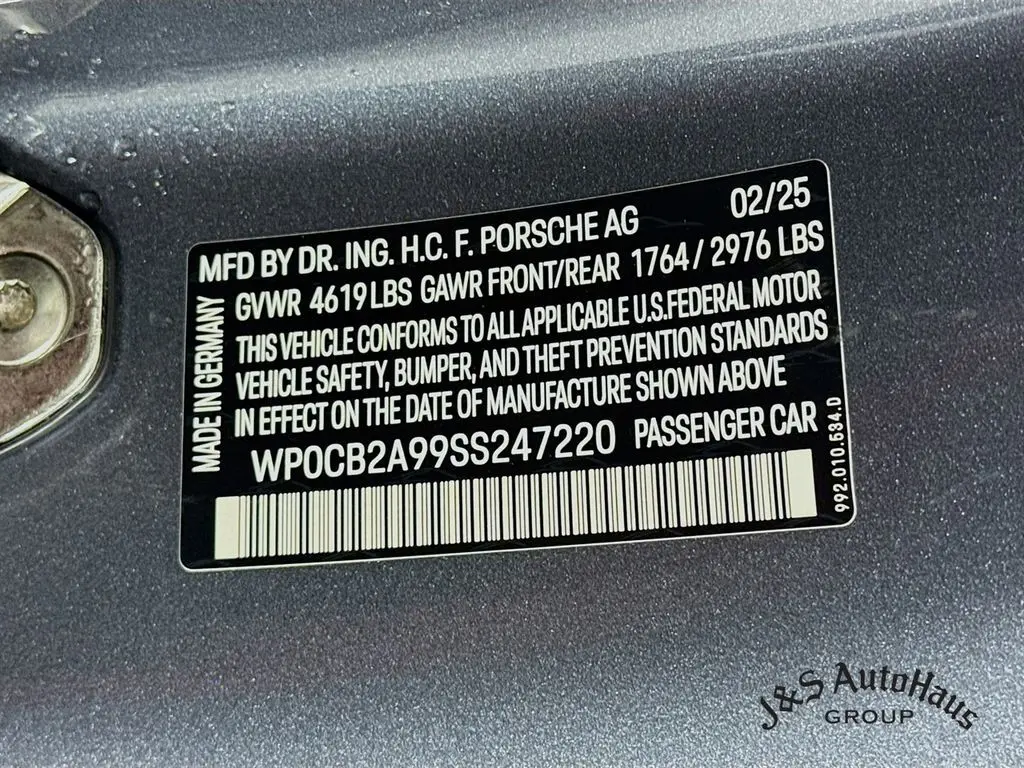 MFD BY DR. ING. H.C. F. PORSCHE AG 02/25
GVWR 4619 LBS GAWR FRONT/REAR 1764 / 2976 LBS
THIS VEHICLE CONFORMS TO ALL APPLICABLE U.S.FEDERAL MOTOR
VEHICLE SAFETY, BUMPER, AND THEFT PREVENTION STANDARDS
IN EFFECT ON THE DATE OF MANUFACTURE SHOWN ABOVE
WP0CB2A99SS247220 PASSENGER CAR
MADE IN GERMANY
992.010.534.D
J&S AutoHaus
GROUP